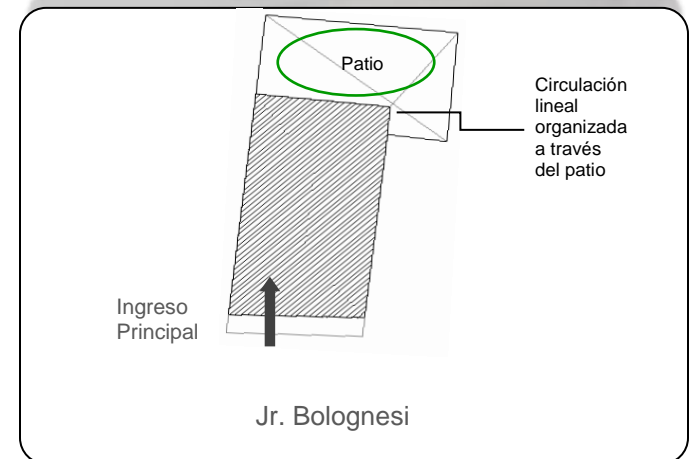 Patio
Circulación
lineal
organizada
a través
del patio
Ingreso
Principal
Jr. Bolognesi